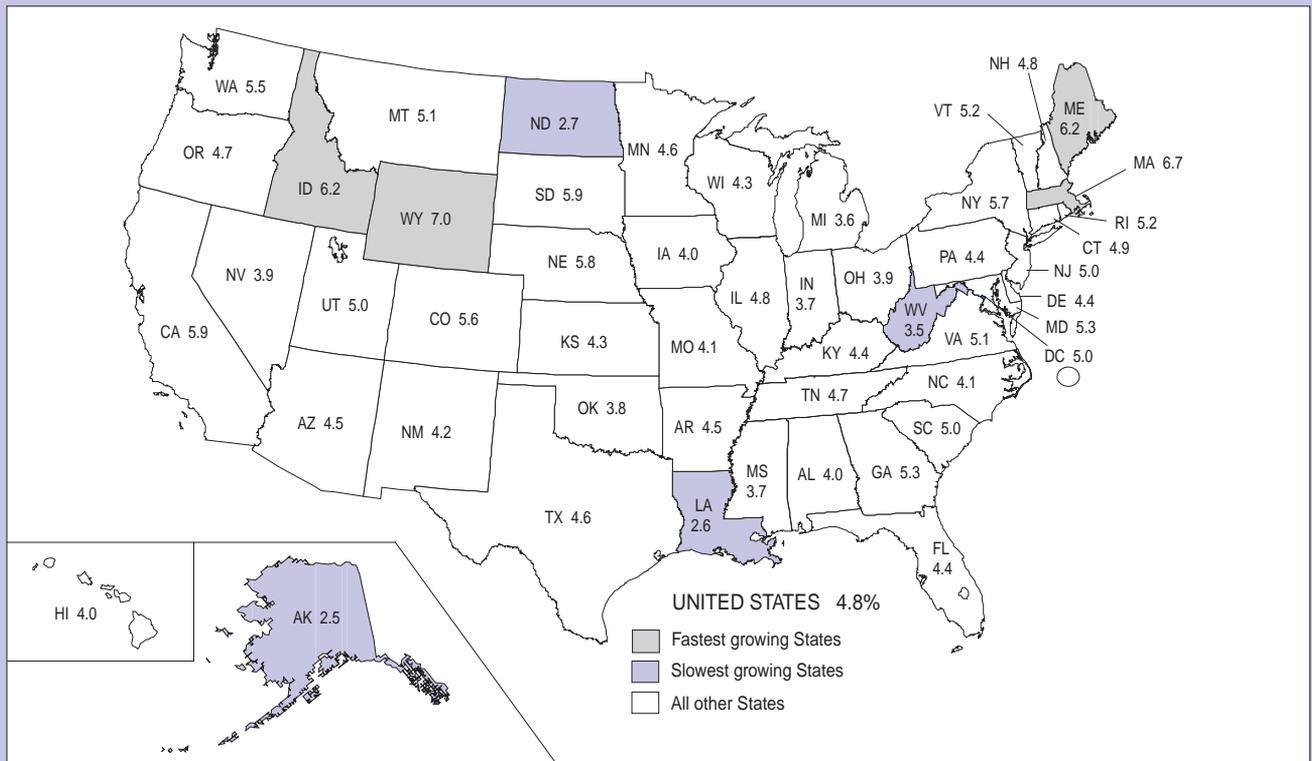 NH 4.8
VT 5.2
ME
6.2
WA 5.5
MT 5.1
ND 2.7
MN 4.6
OR 4.7
MA 6.7
ID 6.2
WI 4.3
SD 5.9
NY 5.7
WY 7.0
MI 3.6
RI 5.2
CT 4.9
IA 4.0
PA 4.4
NE 5.8
NJ 5.0
NV 3.9
OH 3.9
IN
3.7
IL 4.8
DE 4.4
UT 5.0
WV
3.5
CO 5.6
MD 5.3
CA 5.9
VA 5.1
KS 4.3
MO 4.1
KY 4.4
DC 5.0
NC 4.1
TN 4.7
OK 3.8
AZ 4.5
NM 4.2
AR 4.5
SC 5.0
MS
3.7
AL 4.0
GA 5.3
LA
2.6
TX 4.6
FL
4.4
HI 4.0
AK 2.5
UNITED STATES 4.8%
Fastest growing States
Slowest growing States
All other States